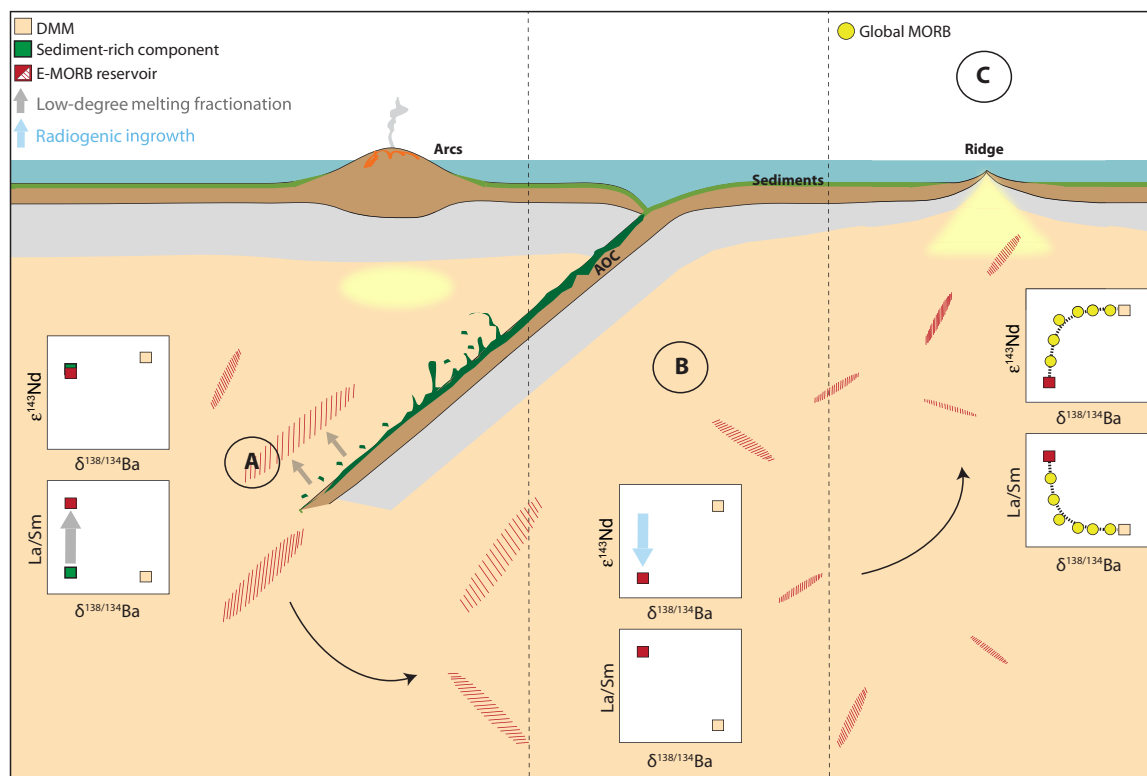 DMM
Sediment-rich component
E-MORB reservoir
Low-degree melting fractionation
Radiogenic ingrowth
Global MORB
C
Arcs
Ridge
Sediments
AOC
A
B
ε¹⁴³Nd
δ¹³⁸/¹³⁴Ba
La/Sm
δ¹³⁸/¹³⁴Ba
ε¹⁴³Nd
δ¹³⁸/¹³⁴Ba
La/Sm
δ¹³⁸/¹³⁴Ba
ε¹⁴³Nd
δ¹³⁸/¹³⁴Ba
La/Sm
δ¹³⁸/¹³⁴Ba